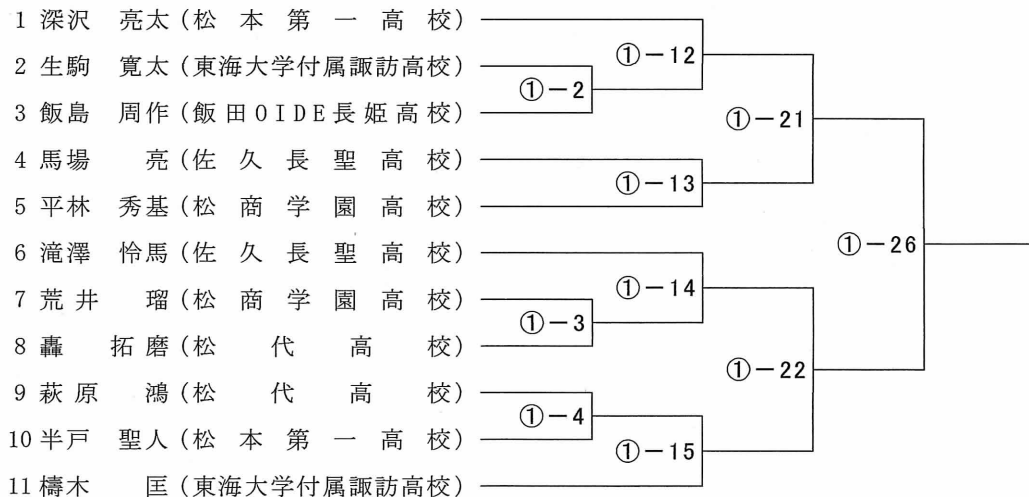 1 深沢 亮太 (松本第一高校)
①－12
2 生駒 寛太 (東海大学付属諏訪高校)
①－2
①－21
3 飯島 周作 (飯田OIDE長姫高校)
4 馬場 亮 (佐久長聖高校)
①－13
5 平林 秀基 (松商学園高校)
①－26
6 滝澤 怜馬 (佐久長聖高校)
①－14
7 荒井 瑠 (松商学園高校)
①－3
8 轟 拓磨 (松代高校)
①－22
9 萩原 鴻 (松代高校)
①－4
10 半戸 聖人 (松本第一高校)
①－15
11 檮木 匡 (東海大学付属諏訪高校)